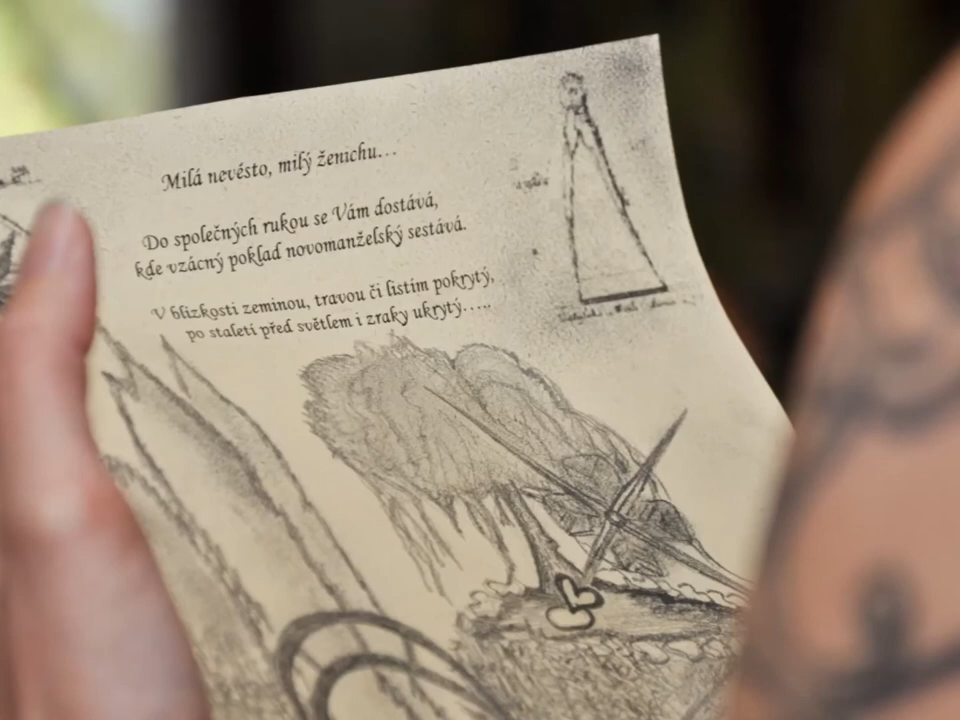 Milá nevěsto, milý ženichu...
Do společných rukou se Vám dostává,
kde vzácný poklad novomanželský sestává.
V blízkosti zeminou, travou či listím pokrytý,
po staletí před světlem i zraky ukrytý.....